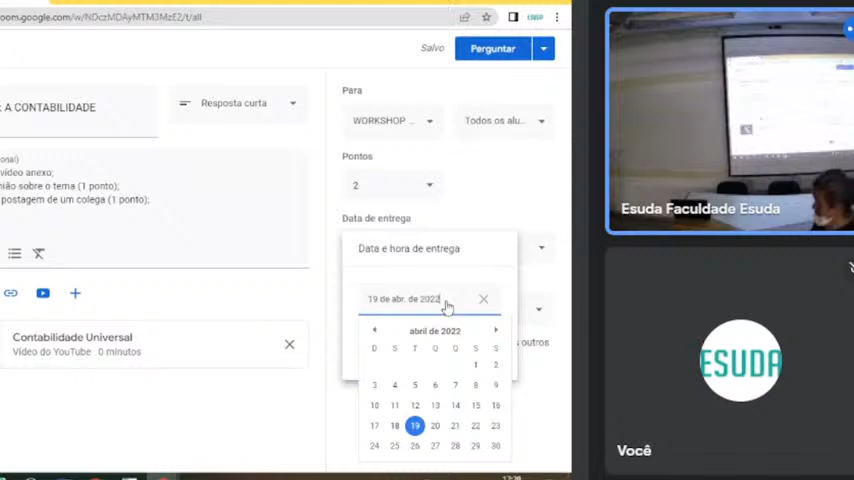 room.google.com/w/NDczMDAyMTM3MzE2/t/all
Salvo
Perguntar
A CONTABILIDADE
Resposta curta
onal)
vídeo anexo;
nião sobre o tema (1 ponto);
postagem de um colega (1 ponto);
Contabilidade Universal
Vídeo do YouTube 0 minutos
Para
WORKSHOP ...
Todos os alu...
Pontos
2
Data de entrega
Data e hora de entrega
19 de abr. de 2022
abril de 2022
D S T Q Q S S
1 2
3 4 5 6 7 8 9
10 11 12 13 14 15 16
17 18 19 20 21 22 23
24 25 26 27 28 29 30
os outros
Esuda Faculdade Esuda
ESUDA
Você